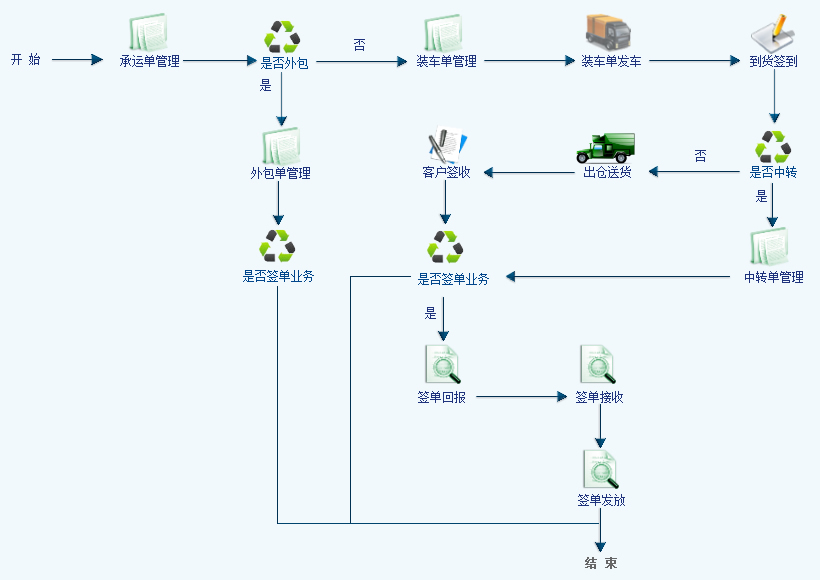 否
开 始
承运单管理
是否外包
装车单管理
装车单发车
到货签到
是
否
外包单管理
客户签收
出仓送货
是否中转
是
是否签单业务
是否签单业务
中转单管理
是
签单回报
签单接收
签单发放
结 束